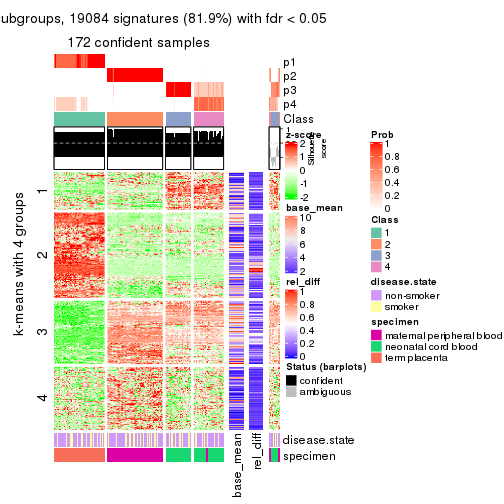 ubgroups, 19084 signatures (81.9%) with fdr < 0.05
172 confident samples
p1
p2
p3
p4
Class
1
Silhouette
score
z-score
2
1
0
-1
-2
base_mean
10
8
6
4
2
rel_diff
1
0.8
0.6
0.4
0.2
0
Status (barplots)
confident
ambiguous
Prob
1
0.8
0.6
0.4
0.2
0
Class
1
2
3
4
disease.state
non-smoker
smoker
specimen
maternal peripheral blood
neonatal cord blood
term placenta
k-means with 4 groups
1
2
3
4
disease.state
specimen
base_mean
rel_diff